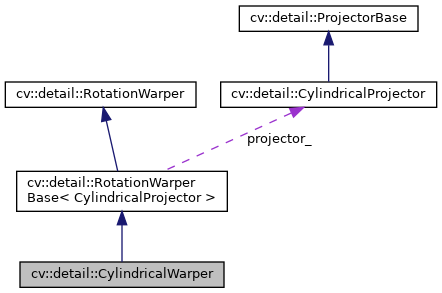 cv::detail::ProjectorBase
cv::detail::RotationWarper
cv::detail::CylindricalProjector
projector_
cv::detail::RotationWarper
Base< CylindricalProjector >
cv::detail::CylindricalWarper